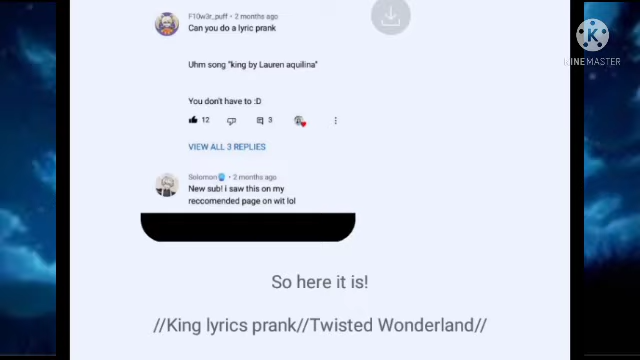 F10w3r_puff • 2 months ago
Can you do a lyric prank
Uhm song "king by Lauren aquilina"
You don't have to :D
12
3
VIEW ALL 3 REPLIES
Solomon • 2 months ago
New sub! i saw this on my
reccomended page on wit lol
So here it is!
//King lyrics prank//Twisted Wonderland//
K
KINEMASTER